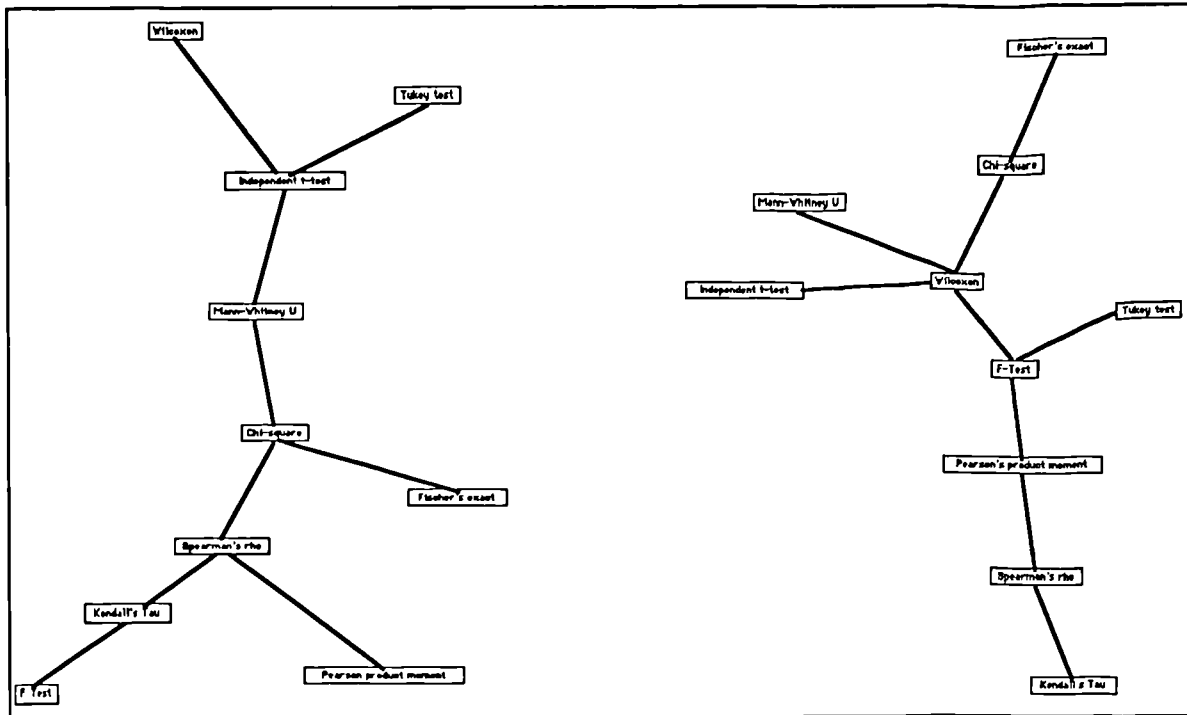 Wilcoxon
Tukey test
Independent t-test
Mann-Whitney U
Chi-square
Fischer's exact
Spearman's rho
Kendall's Tau
Pearson product moment
F Test
Fischer's exact
Chi-square
Mann-Whitney U
Wilcoxon
Independent t-test
Tukey test
F-Test
Pearson's product moment
Spearman's rho
Kendall's Tau